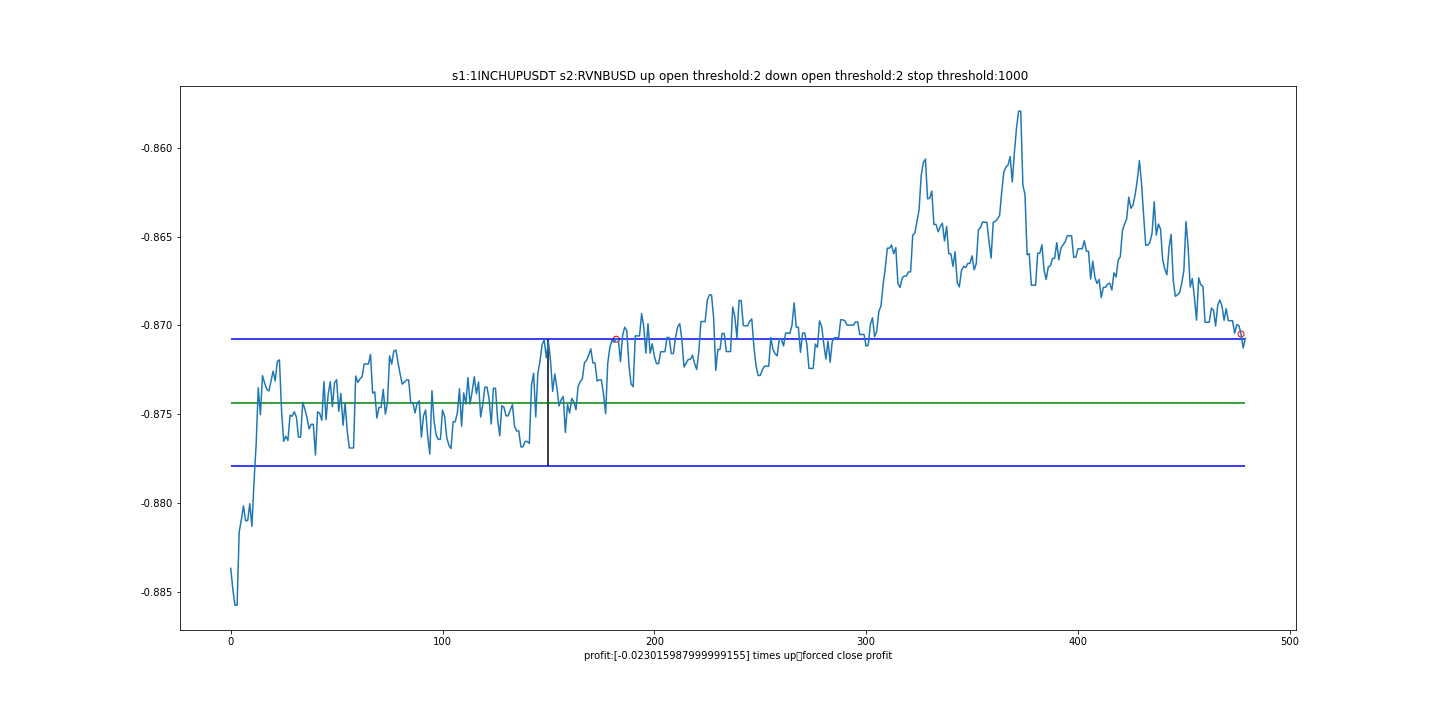 s1:1INCHUPUSDT s2:RVNBUSD up open threshold:2 down open threshold:2 stop threshold:1000
-0.860
-0.865
-0.870
-0.875
-0.880
-0.885
0 100 200 300 400 500
profit:[-0.023015987999999155] times up▯forced close profit